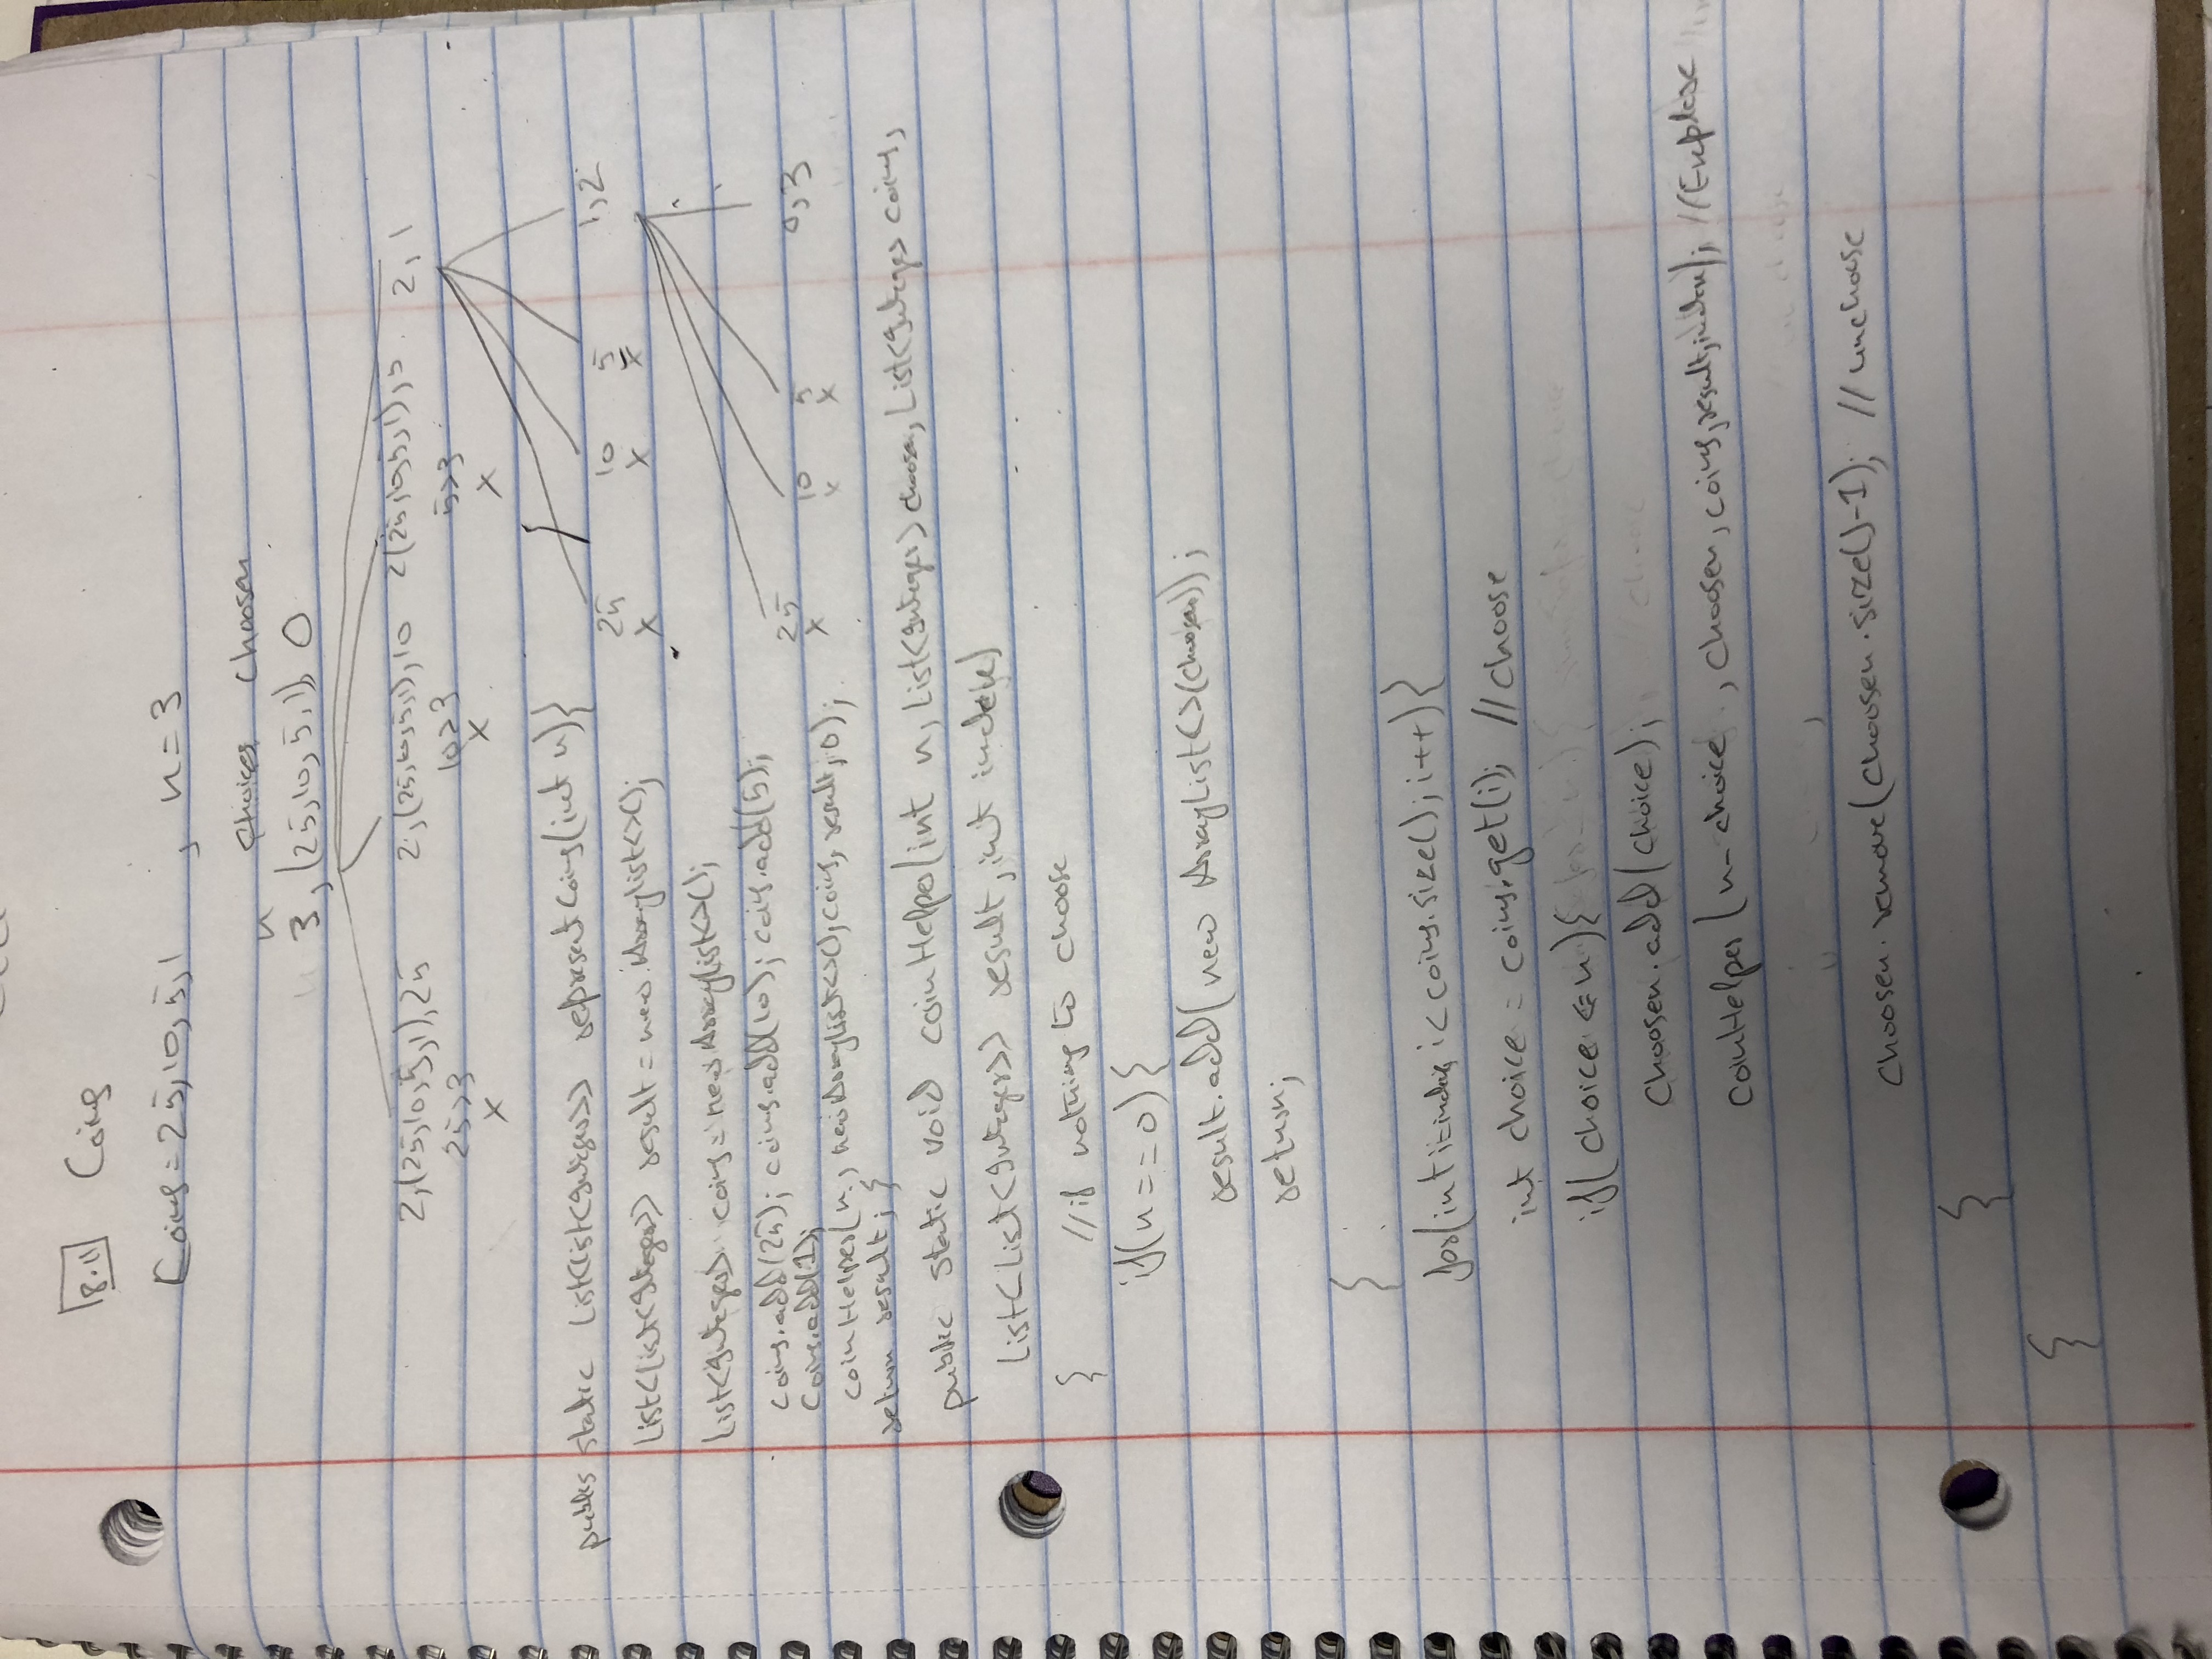 8.11 Coins
Coins = 25, 10, 5, 1 , n = 3
n choices choosen
3, (25, 10, 5, 1), 0
2, (25, 10, 5, 1), 25 2, (25, 10, 5, 1), 10 2 (25, 10, 5, 1), 5 2, 1
25>3 10>3 5>3
X X X
public static List<List<Integer>> representCoins(int n){
25 10 5 1, 2
X X X
List<List<Integer>> result = new ArrayList<>();
List<Integer> coins = new ArrayList<>();
coins.add(25); coins.add(10); coins.add(5);
25 10 5 0, 3
X X X
Coins.add(1);
coinHelper(n, new ArrayList<>(), coins, result, 0);
return result; }
public static void coinHelper(int n, List<Integer> choosen, List<Integer> coins,
List<List<Integer>> result, int index)
{ //if nothing to choose
if(n==0){
result.add(new ArrayList<>(choosen));
return;
}
for(int i=index; i<coins.size(); i++){
int choice = coins.get(i); //choose
if(choice <= n){
Choosen.add(choice);
coinHelper(n-choice, choosen, coins, result, index); //Explore
Choosen.remove(choosen.size()-1); //unchoose
}
}